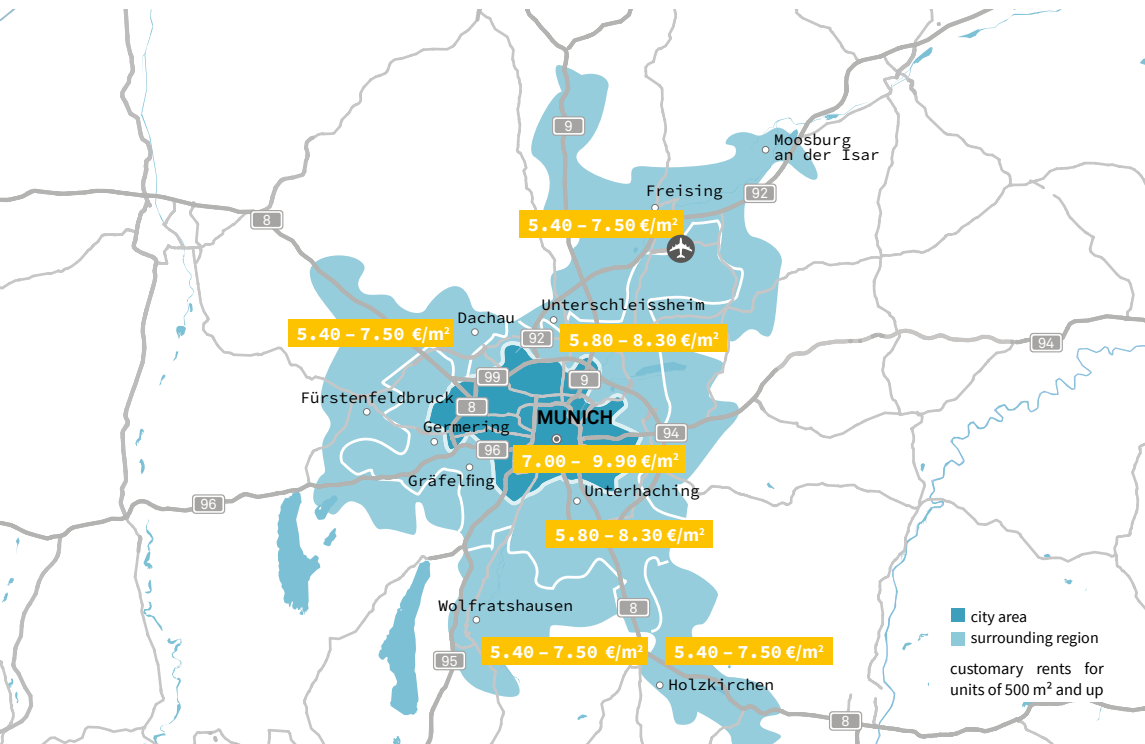 9
Moosburg
an der Isar
Freising
92
8
5.40 – 7.50 €/m²
Unterschleissheim
Dachau
5.40 – 7.50 €/m²
92
5.80 – 8.30 €/m²
94
99
9
Fürstenfeldbruck
8
MUNICH
Germering
94
96
7.00 – 9.90 €/m²
Gräfelfing
Unterhaching
96
5.80 – 8.30 €/m²
Wolfratshausen
8
city area
surrounding region
5.40 – 7.50 €/m²
5.40 – 7.50 €/m²
95
customary rents for
units of 500 m² and up
Holzkirchen
8